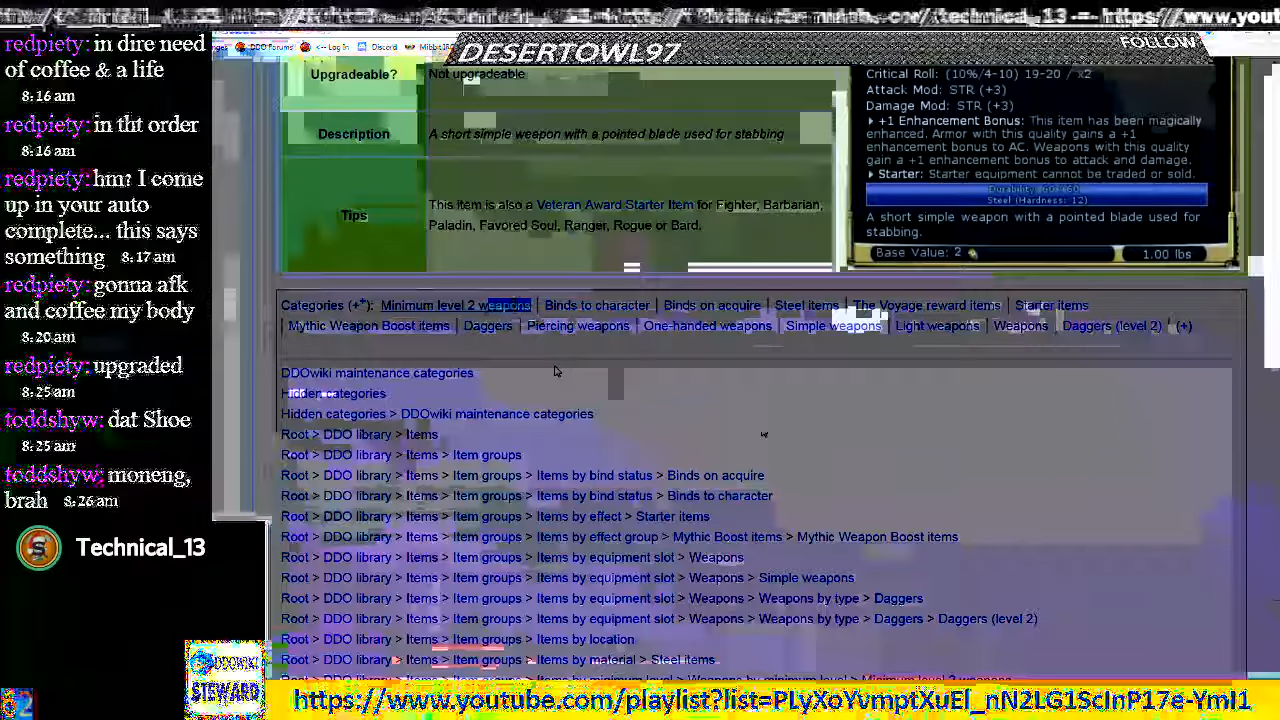 DESERTOWL97
FOLLOW
redpiety: in dire need
of coffee & a life
8:16 am
redpiety: in tht order
8:16 am
redpiety: hm? I come
up in your auto
complete... this says
something 8:17 am
redpiety: gonna afk
and coffee my body
8:20 am
redpiety: upgraded
8:25 am
toddshyw: dat Shoe
8:25 am
toddshyw: moneng,
brah 8:26 am
Technical_13
DDO Forums <-- Log In Discord
Upgradeable? Not upgradeable
Description A short simple weapon with a pointed blade used for stabbing
Tips This item is also a Veteran Award Starter Item for Fighter, Barbarian,
Paladin, Favored Soul, Ranger, Rogue or Bard.
Critical Roll: (10%/4-10) 19-20 / x2
Attack Mod: STR (+3)
Damage Mod: STR (+3)
+1 Enhancement Bonus: This item has been magically
enhanced. Armor with this quality gains a +1
enhancement bonus to AC. Weapons with this quality
gain a +1 enhancement bonus to attack and damage.
Starter: Starter equipment cannot be traded or sold.
Steel (Hardness: 12)
A short simple weapon with a pointed blade used for
stabbing.
Base Value: 2 1.00 lbs
Categories (++): Minimum level 2 weapons | Binds to character | Binds on acquire | Steel items | The Voyage reward items | Starter items
| Mythic Weapon Boost items | Daggers | Piercing weapons | One-handed weapons | Simple weapons | Light weapons | Weapons | Daggers (level 2) | (+)
DDOwiki maintenance categories
Hidden categories
Hidden categories > DDOwiki maintenance categories
Root > DDO library > Items
Root > DDO library > Items > Item groups
Root > DDO library > Items > Item groups > Items by bind status > Binds on acquire
Root > DDO library > Items > Item groups > Items by bind status > Binds to character
Root > DDO library > Items > Item groups > Items by effect > Starter items
Root > DDO library > Items > Item groups > Items by effect group > Mythic Boost items > Mythic Weapon Boost items
Root > DDO library > Items > Item groups > Items by equipment slot > Weapons
Root > DDO library > Items > Item groups > Items by equipment slot > Weapons > Simple weapons
Root > DDO library > Items > Item groups > Items by equipment slot > Weapons > Weapons by type > Daggers
Root > DDO library > Items > Item groups > Items by equipment slot > Weapons > Weapons by type > Daggers > Daggers (level 2)
Root > DDO library > Items > Item groups > Items by location
Root > DDO library > Items > Item groups > Items by material > Steel items
DDOWIKI
STEWARD
https://www.youtube.com/playlist?list=PLyXoYvmptXuEl_nN2LG1ScInP17e-YmI1